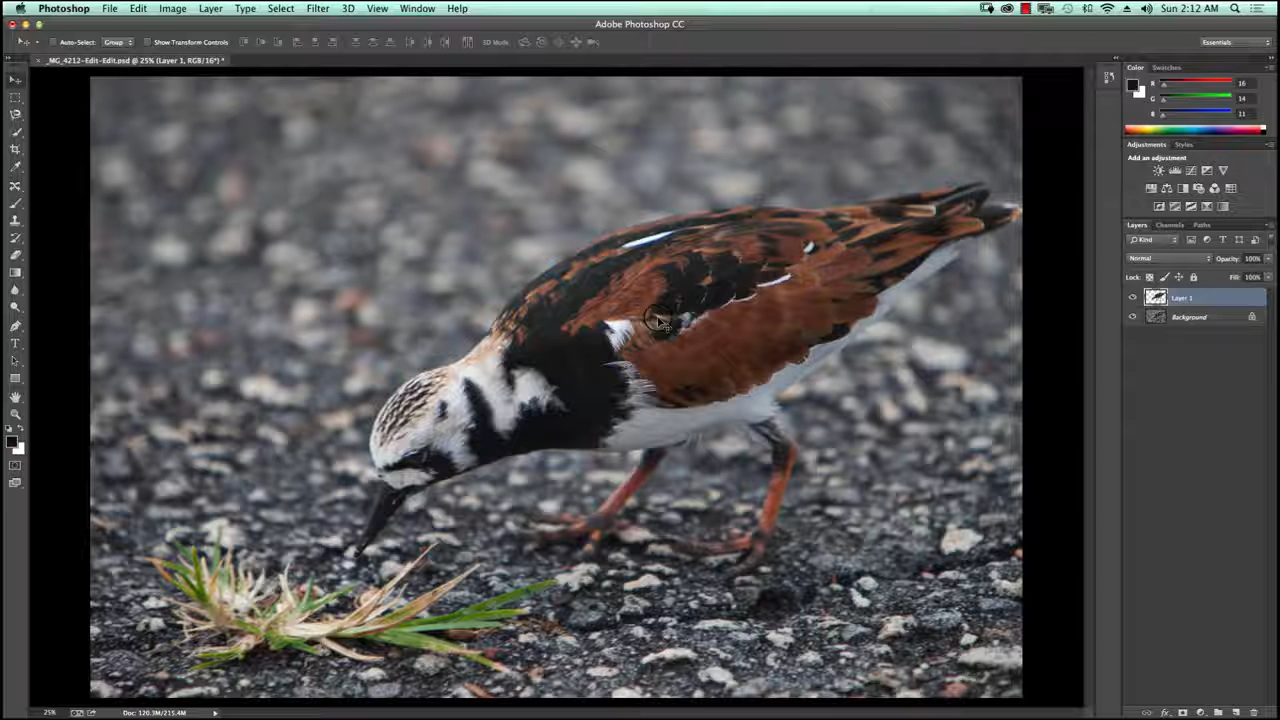 Photoshop File Edit Image Layer Type Select Filter 3D View Window Help Sun 2:12 AM
Adobe Photoshop CC
Auto-Select: Group Show Transform Controls 3D Mode: Essentials
_MG_4212-Edit-Edit.psd @ 25% (Layer 1, RGB/16*) *
Color Swatches
R 16
G 14
B 11
Adjustments Styles
Add an adjustment
Layers Channels Paths
Kind
Normal Opacity: 100%
Lock: Fill: 100%
Layer 1
Background
25% Doc: 120.3M/215.4M